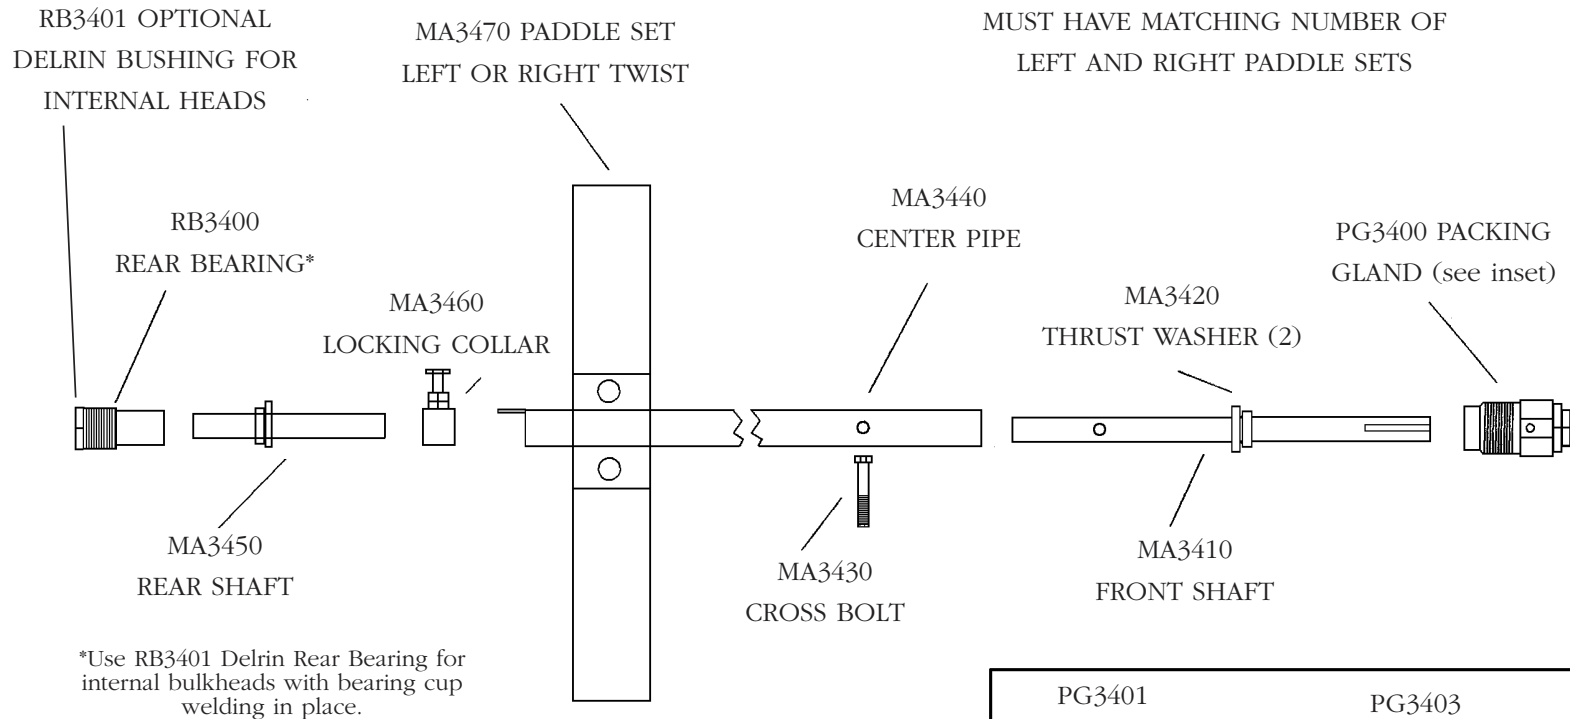 RB3401 OPTIONAL
DELRIN BUSHING FOR
INTERNAL HEADS
MA3470 PADDLE SET
LEFT OR RIGHT TWIST
MUST HAVE MATCHING NUMBER OF
LEFT AND RIGHT PADDLE SETS
RB3400
REAR BEARING*
MA3460
LOCKING COLLAR
MA3440
CENTER PIPE
MA3420
THRUST WASHER (2)
PG3400 PACKING
GLAND (see inset)
MA3450
REAR SHAFT
MA3430
CROSS BOLT
MA3410
FRONT SHAFT
*Use RB3401 Delrin Rear Bearing for
internal bulkheads with bearing cup
welding in place.
PG3401
PG3403